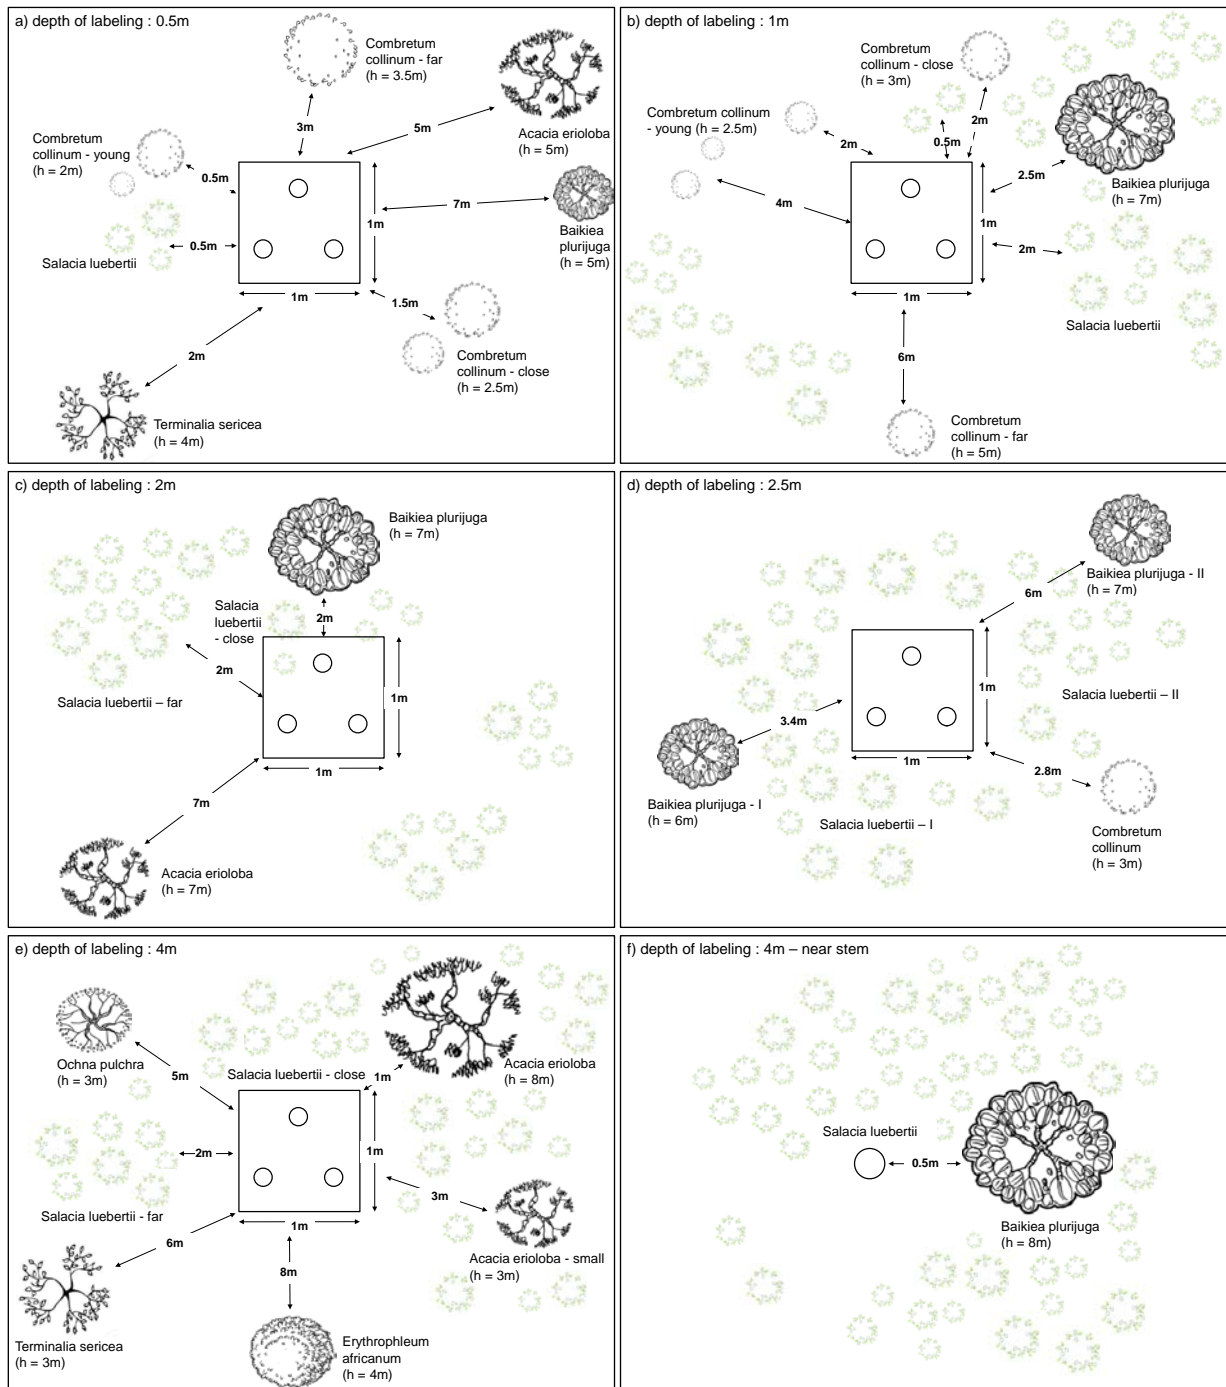 a) depth of labeling : 0.5m
Combretum
collinum - far
(h = 3.5m)
3m
5m
Acacia erioloba
(h = 5m)
Combretum
collinum - young
(h = 2m)
0.5m
1m
7m
Baikiea
plurijuga
(h = 5m)
0.5m
Salacia luebertii
1m
1.5m
2m
Combretum
collinum - close
(h = 2.5m)
Terminalia sericea
(h = 4m)
b) depth of labeling : 1m
Combretum
collinum - close
(h = 3m)
Combretum collinum
- young (h = 2.5m)
2m
0.5m
2m
2.5m
Baikiea plurijuga
(h = 7m)
4m
1m
2m
1m
Salacia luebertii
6m
Combretum
collinum - far
(h = 5m)
c) depth of labeling : 2m
Baikiea plurijuga
(h = 7m)
Salacia
luebertii
- close
2m
2m
Salacia luebertii – far
1m
1m
7m
Acacia erioloba
(h = 7m)
d) depth of labeling : 2.5m
Baikiea plurijuga - II
(h = 7m)
6m
1m
Salacia luebertii – II
3.4m
1m
2.8m
Baikiea plurijuga - I
(h = 6m)
Salacia luebertii – I
Combretum
collinum
(h = 3m)
e) depth of labeling : 4m
Ochna pulchra
(h = 3m)
5m
Salacia luebertii - close
1m
Acacia erioloba
(h = 8m)
2m
1m
3m
Salacia luebertii - far
1m
6m
8m
Acacia erioloba - small
(h = 3m)
Terminalia sericea
(h = 3m)
Erythrophleum
africanum
(h = 4m)
f) depth of labeling : 4m – near stem
Salacia luebertii
0.5m
Baikiea plurijuga
(h = 8m)